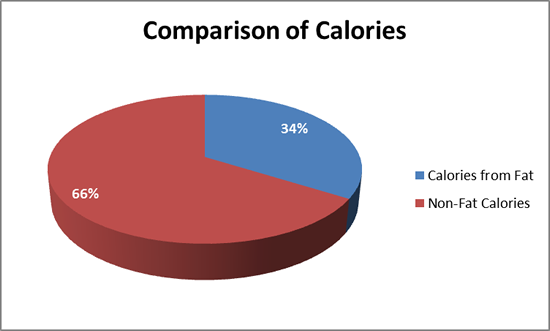 Comparison of Calories
34%
66%
Calories from Fat
Non-Fat Calories